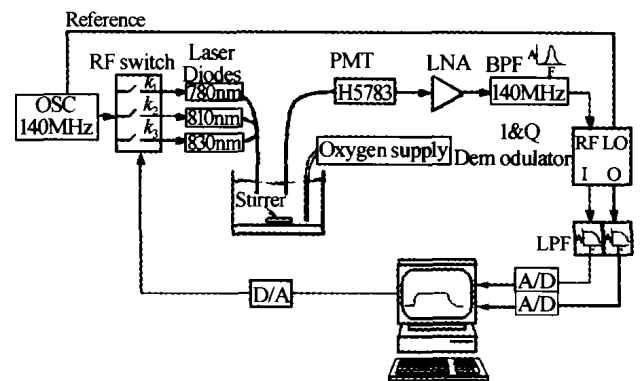 Reference
RF switch
Laser
Diodes
PMT
LNA
BPF
A
F
k1
k2
k3
780nm
810nm
830nm
OSC
140MHz
H5783
140MHz
Oxygen supply
1&Q
Dem odulator
RF LO
I O
Stirrer
LPF
A/D
A/D
D/A